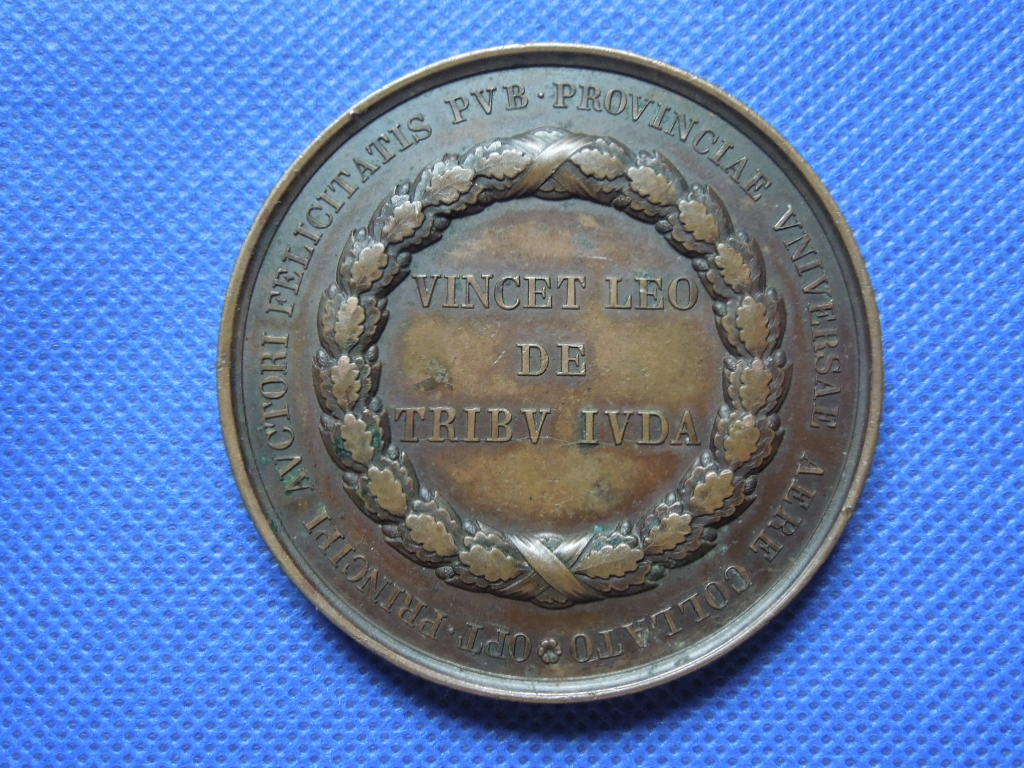 OPT · PRINCIPI AVCTORI FELICITATIS PVB · PROVINCIAE VNIVERSAE AERE COLLATO
VINCET LEO
DE
TRIBV IVDA